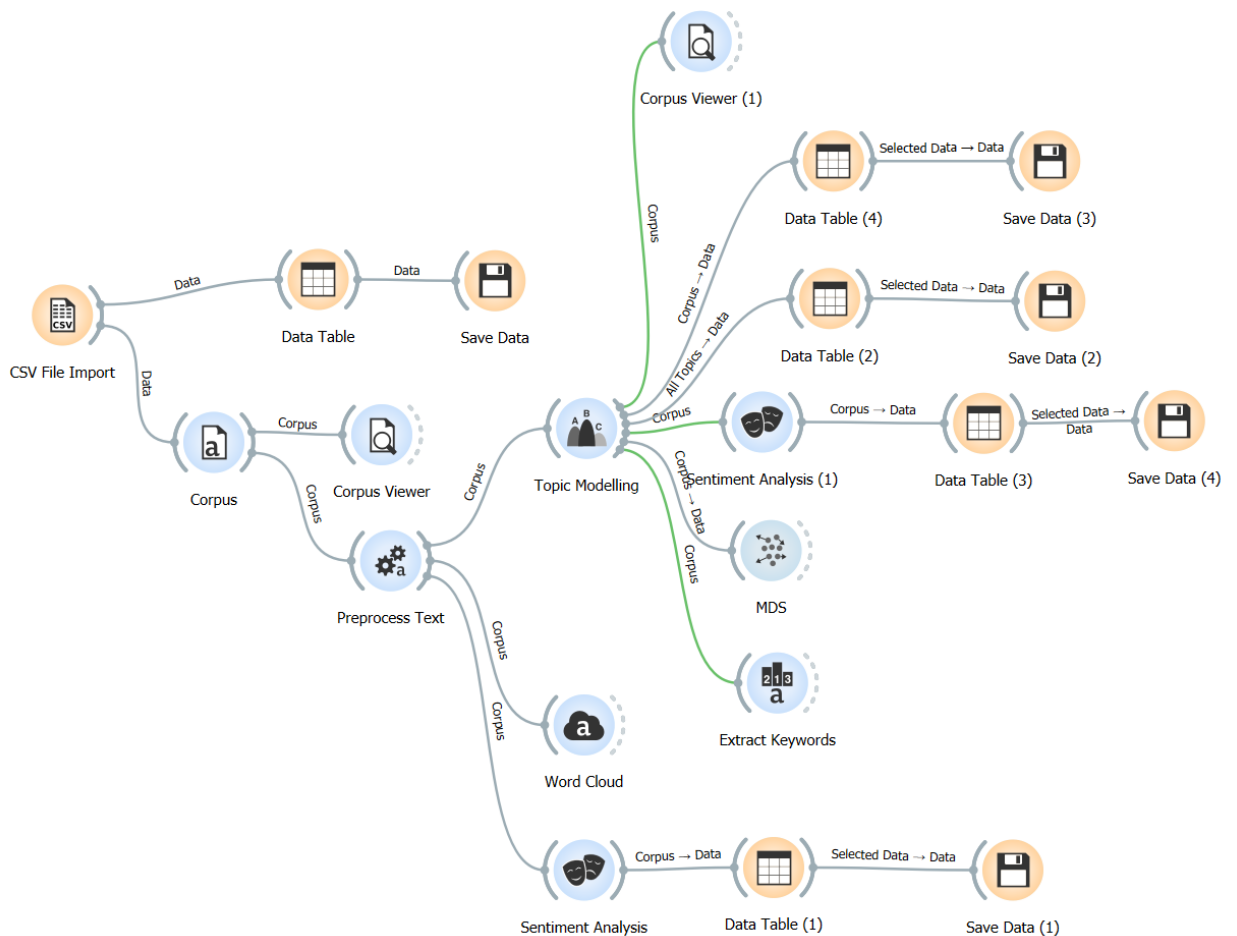 Corpus Viewer (1)
Corpus
Selected Data → Data
Data Table (4)
Save Data (3)
Corpus → Data
Data
Data
Data Table
Save Data
CSV
CSV File Import
Data
Selected Data → Data
Data Table (2)
Save Data (2)
All Topics → Data
a
Corpus
Corpus
Corpus Viewer
Corpus
A B C
Topic Modelling
Corpus
Corpus
Sentiment Analysis (1)
Corpus → Data
Data Table (3)
Selected Data →
Data
Save Data (4)
a
Preprocess Text
Corpus → Data
MDS
Corpus
2 1 3
a
Extract Keywords
Corpus
a
Word Cloud
Corpus
Sentiment Analysis
Corpus → Data
Data Table (1)
Selected Data → Data
Save Data (1)